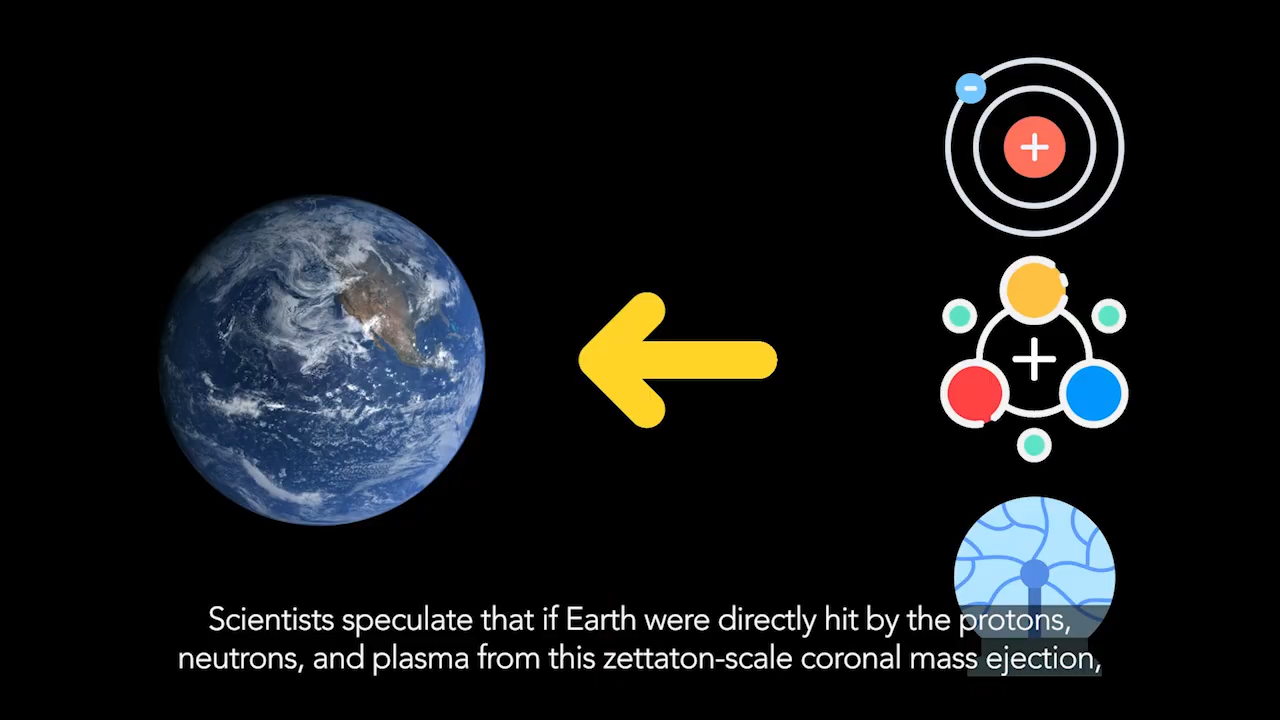 Scientists speculate that if Earth were directly hit by the protons,
neutrons, and plasma from this zettaton-scale coronal mass ejection,